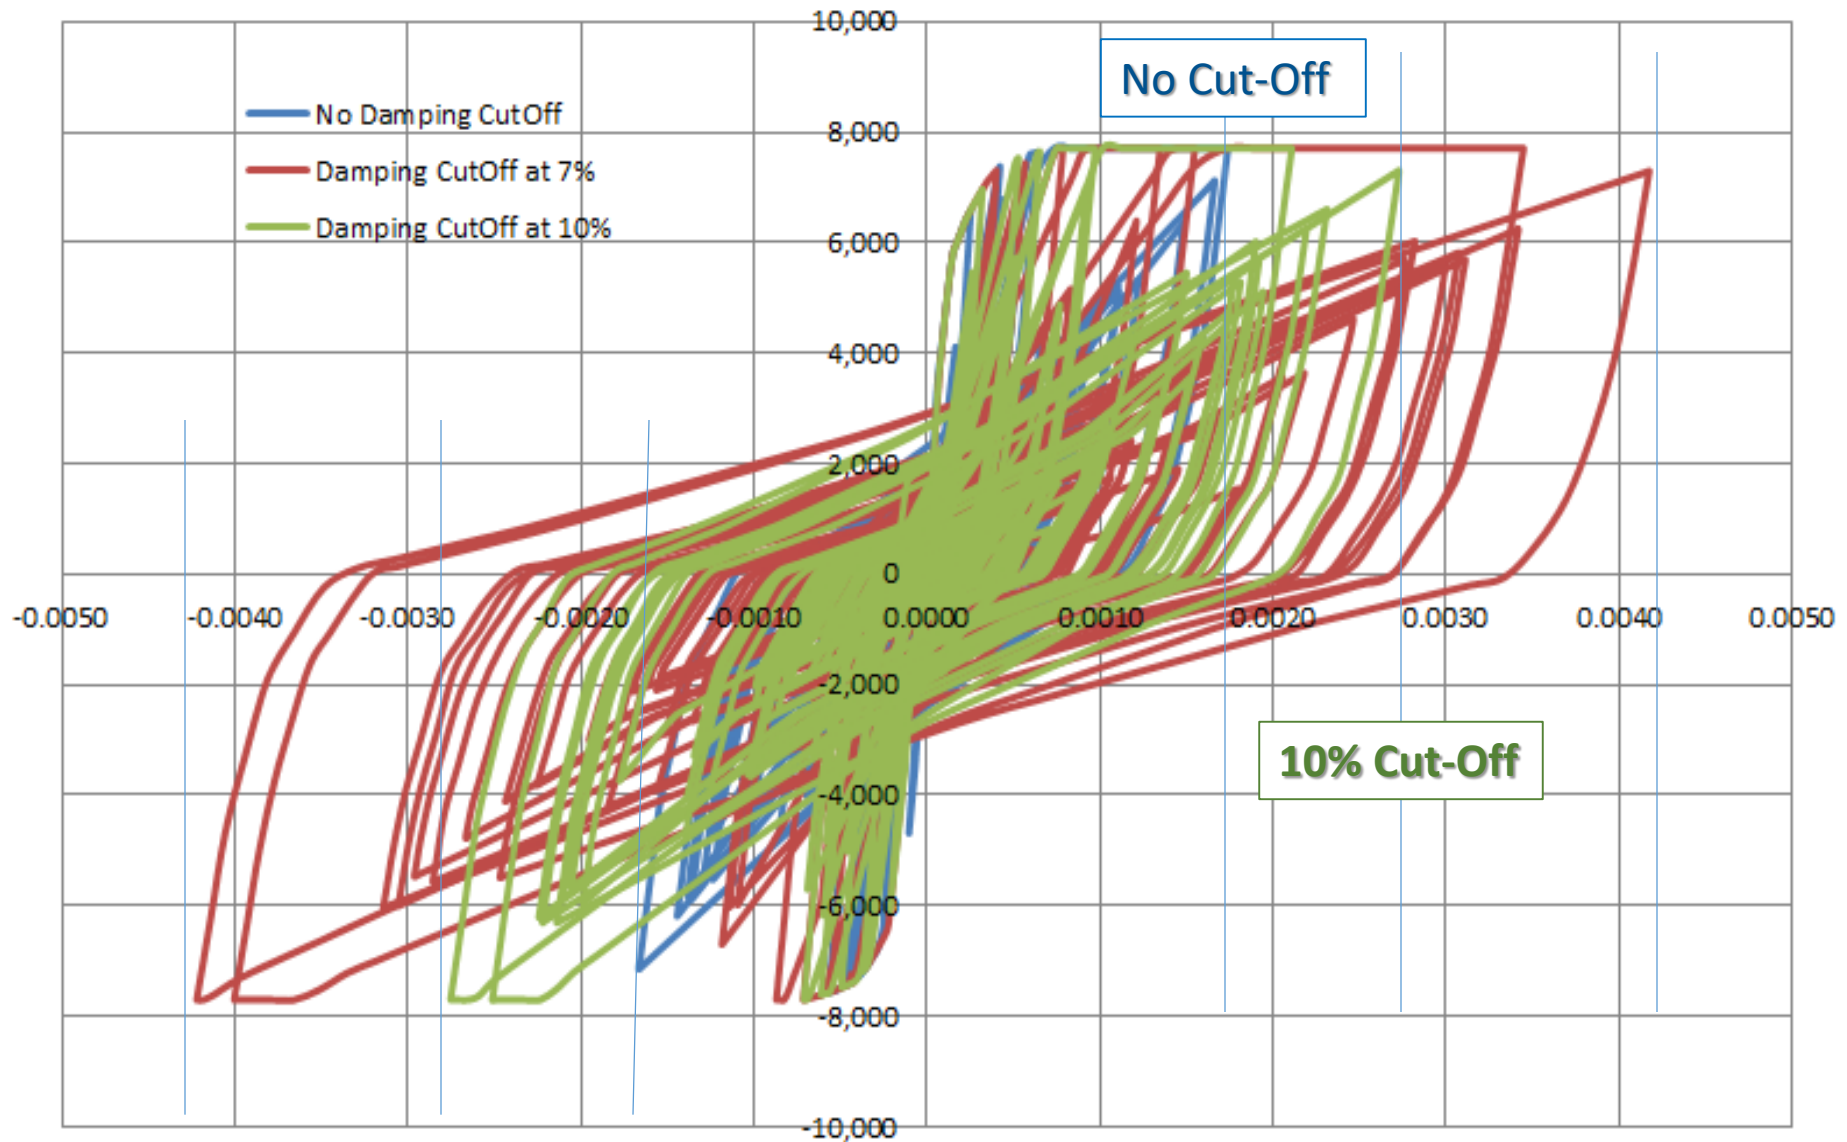 10,000
No Cut-Off
No Damping CutOff
8,000
Damping CutOff at 7%
Damping CutOff at 10%
6,000
4,000
2,000
0
-0.0050 -0.0040 -0.0030 -0.0020 -0.0010 0.0000 0.0010 0.0020 0.0030 0.0040 0.0050
-2,000
10% Cut-Off
-4,000
-6,000
-8,000
-10,000